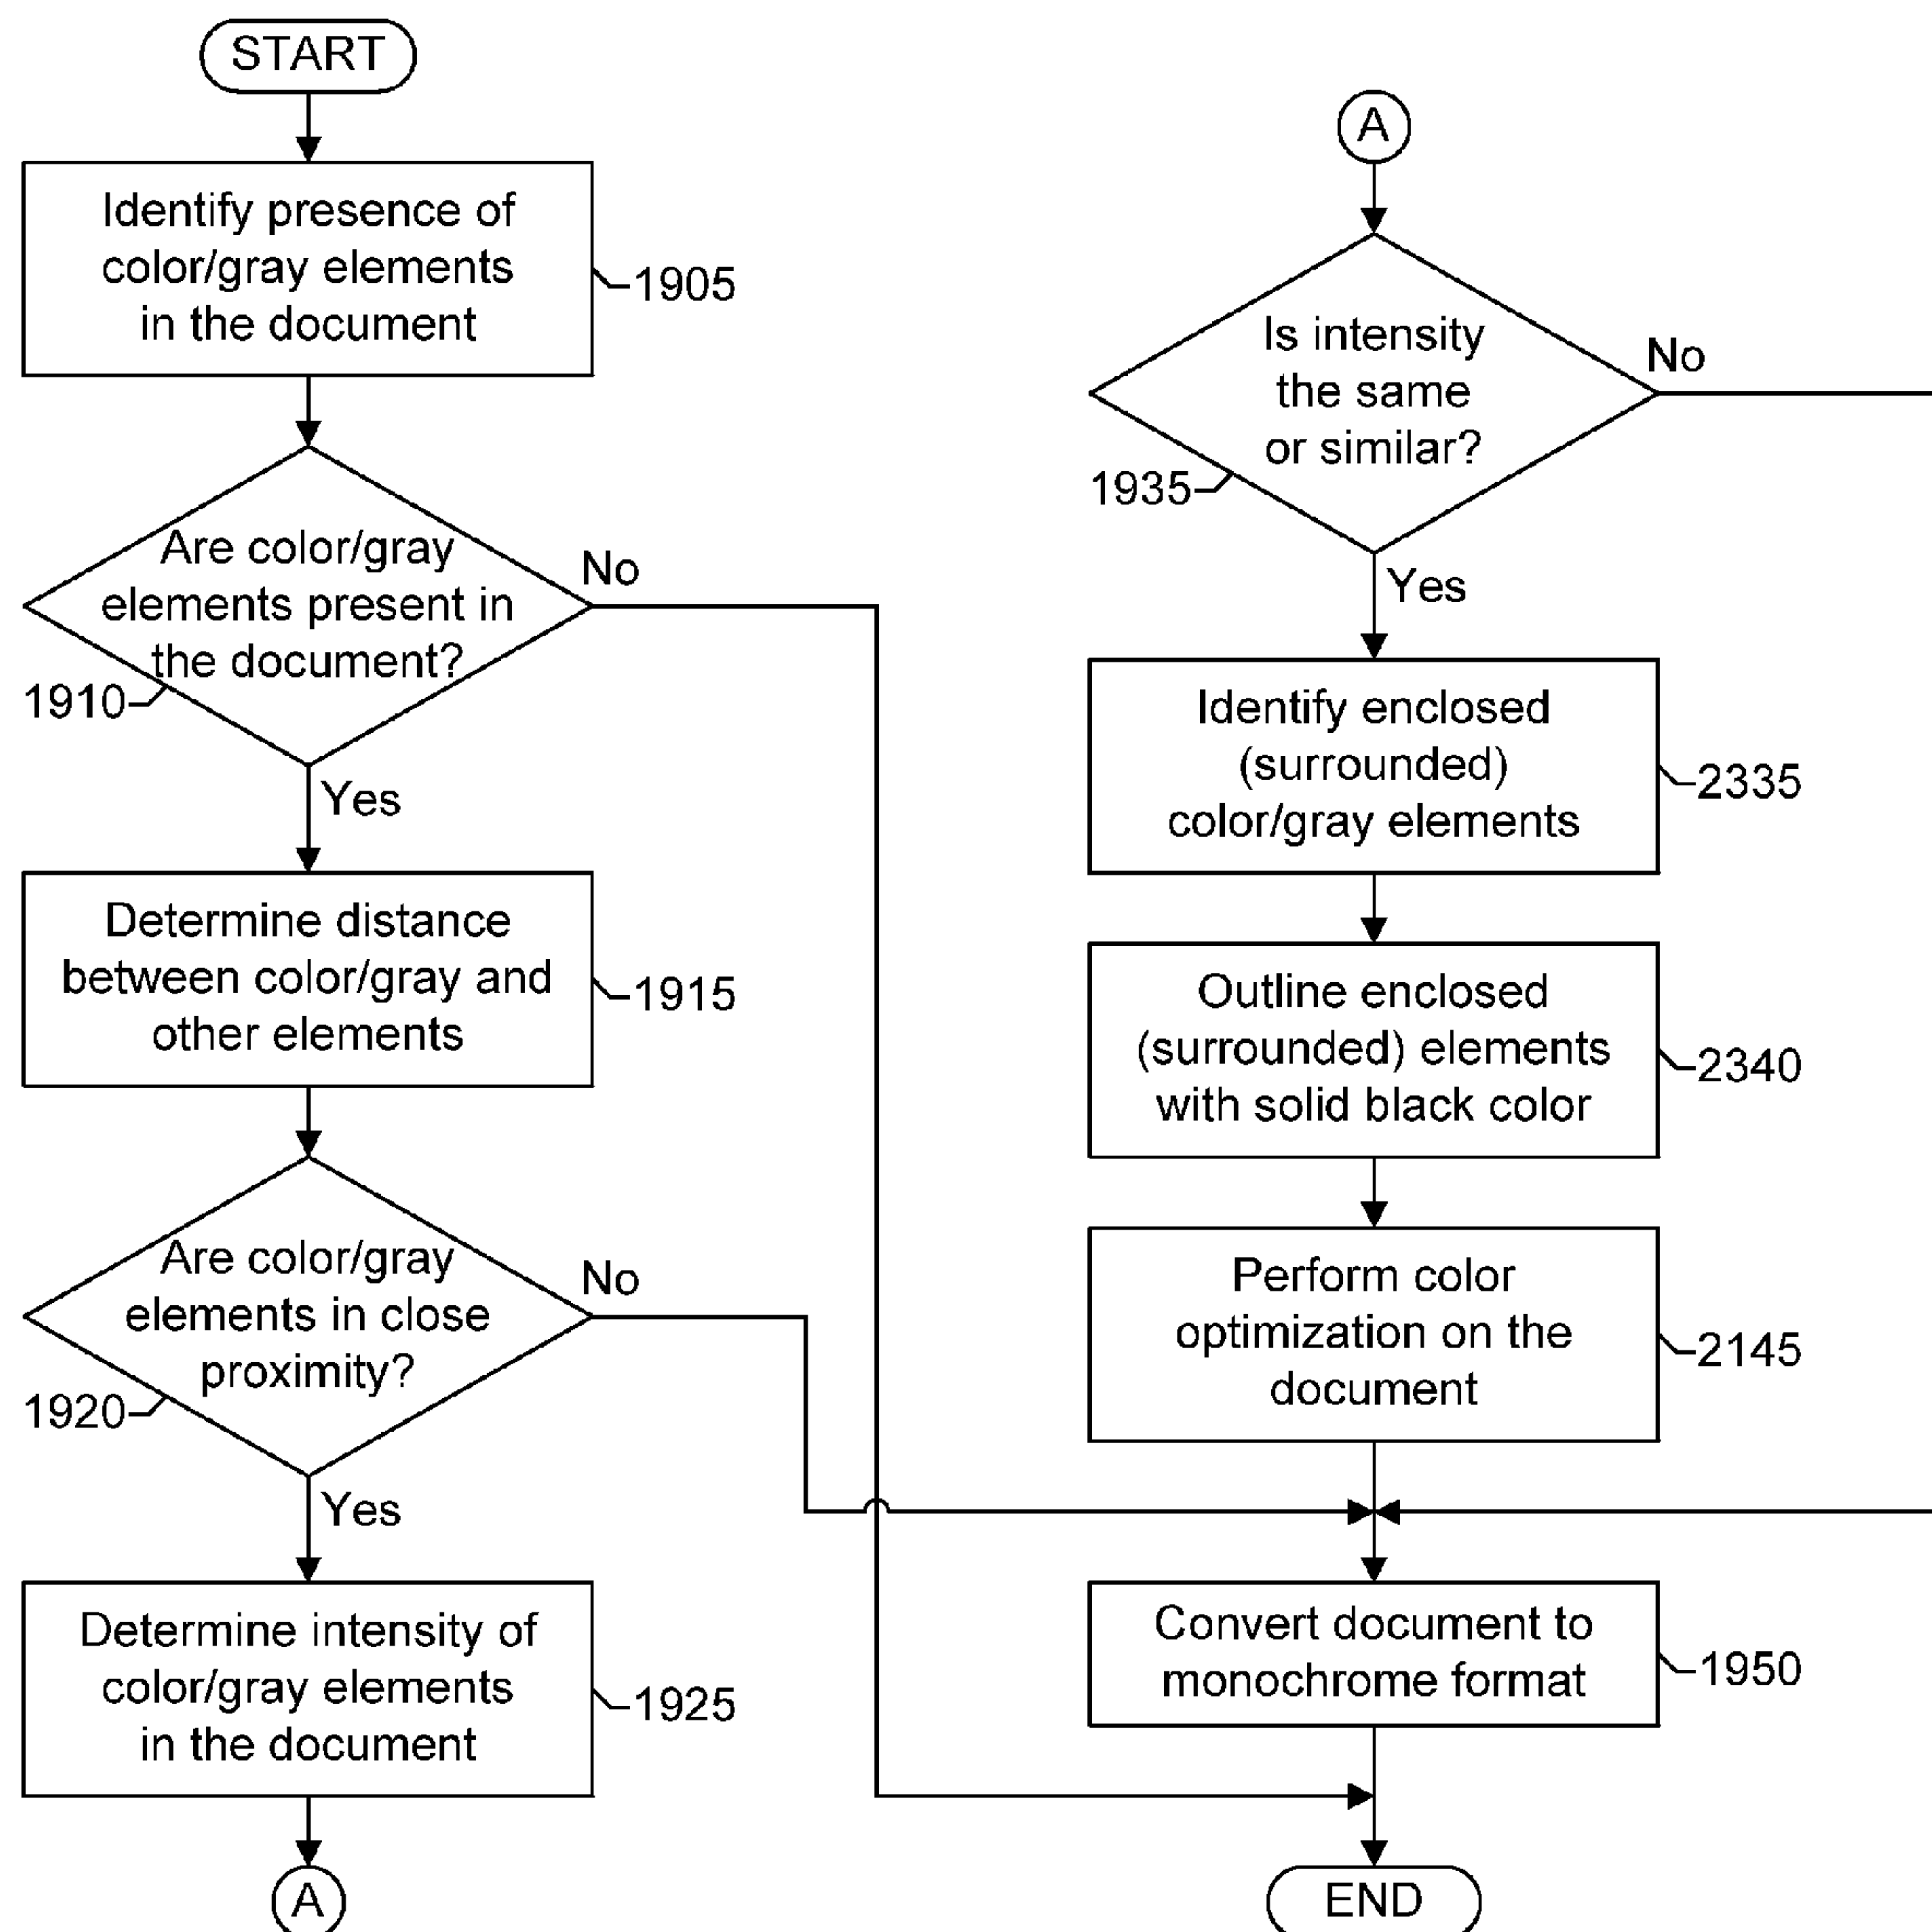 START
Identify presence of
color/gray elements
in the document
1905
Are color/gray
elements present in
the document?
No
1910
Yes
Determine distance
between color/gray and
other elements
1915
Are color/gray
elements in close
proximity?
No
1920
Yes
Determine intensity of
color/gray elements
in the document
1925
A
A
Is intensity
the same
or similar?
No
1935
Yes
Identify enclosed
(surrounded)
color/gray elements
2335
Outline enclosed
(surrounded) elements
with solid black color
2340
Perform color
optimization on the
document
2145
Convert document to
monochrome format
1950
END